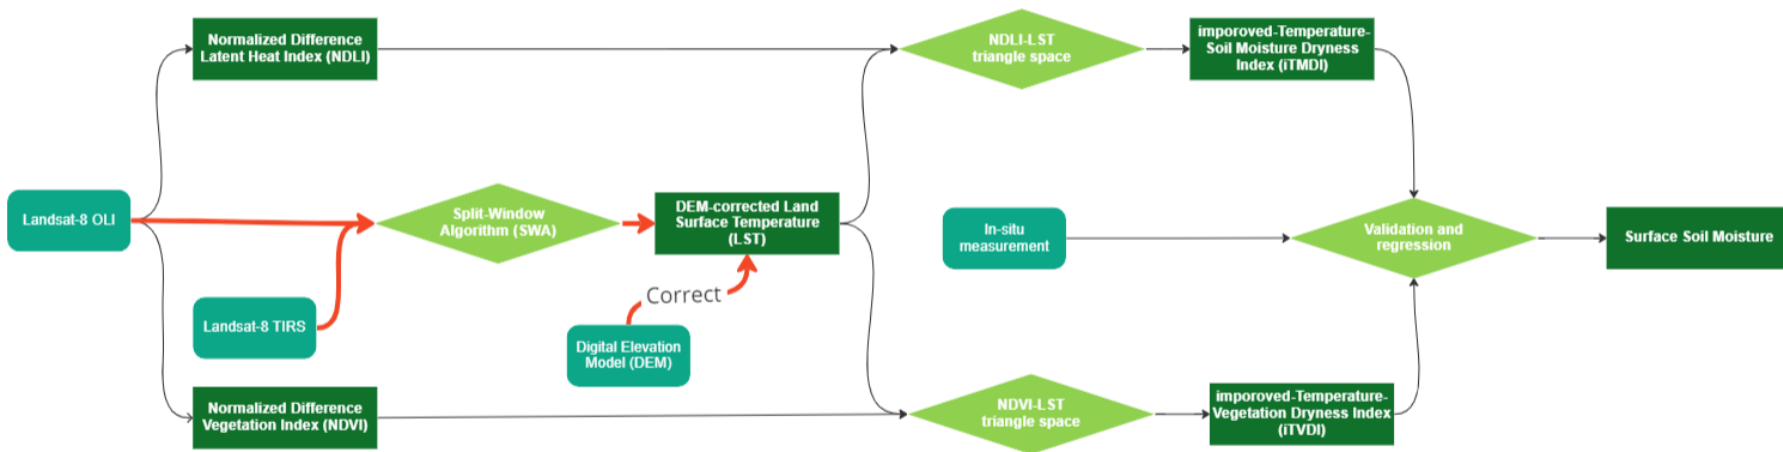 Normalized Difference
Latent Heat Index (NDLI)
NDLI-LST
triangle space
imporoved-Temperature-
Soil Moisture Dryness
Index (iTMDI)
Landsat-8 OLI
Split-Window
Algorithm (SWA)
DEM-corrected Land
Surface Temperature
(LST)
In-situ
measurement
Validation and
regression
Surface Soil Moisture
Correct
Landsat-8 TIRS
Digital Elevation
Model (DEM)
Normalized Difference
Vegetation Index (NDVI)
NDVI-LST
triangle space
imporoved-Temperature-
Vegetation Dryness Index
(iTVDI)